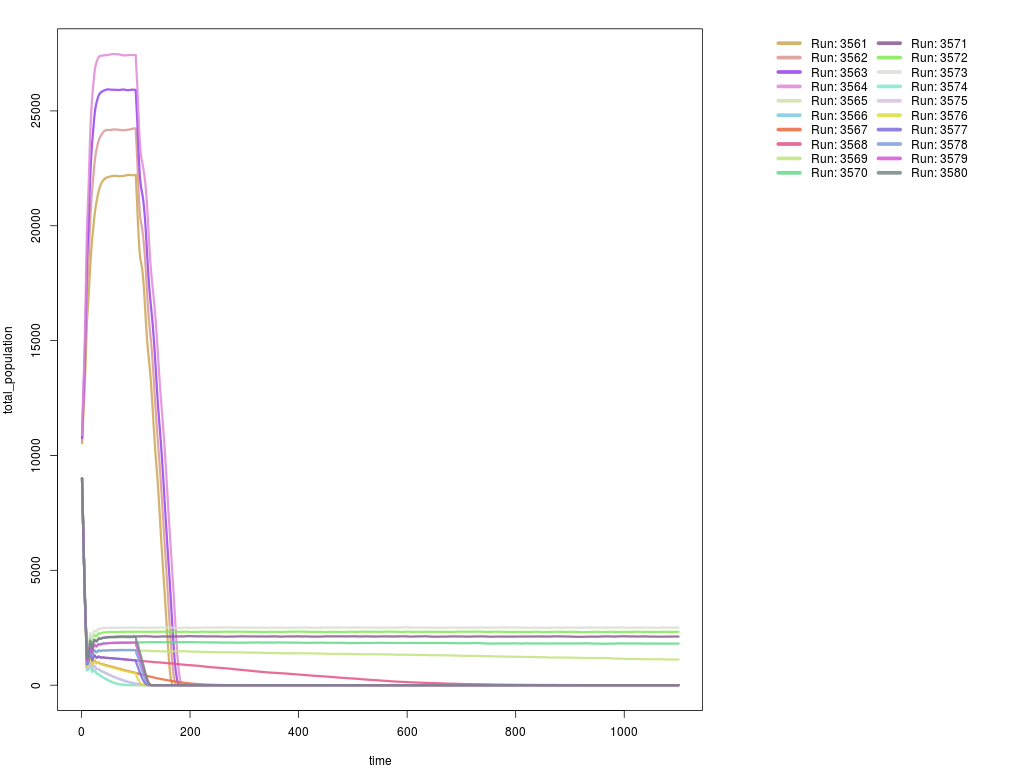 total_population
25000
20000
15000
10000
5000
0
0 200 400 600 800 1000
time
Run: 3561 Run: 3571
Run: 3562 Run: 3572
Run: 3563 Run: 3573
Run: 3564 Run: 3574
Run: 3565 Run: 3575
Run: 3566 Run: 3576
Run: 3567 Run: 3577
Run: 3568 Run: 3578
Run: 3569 Run: 3579
Run: 3570 Run: 3580